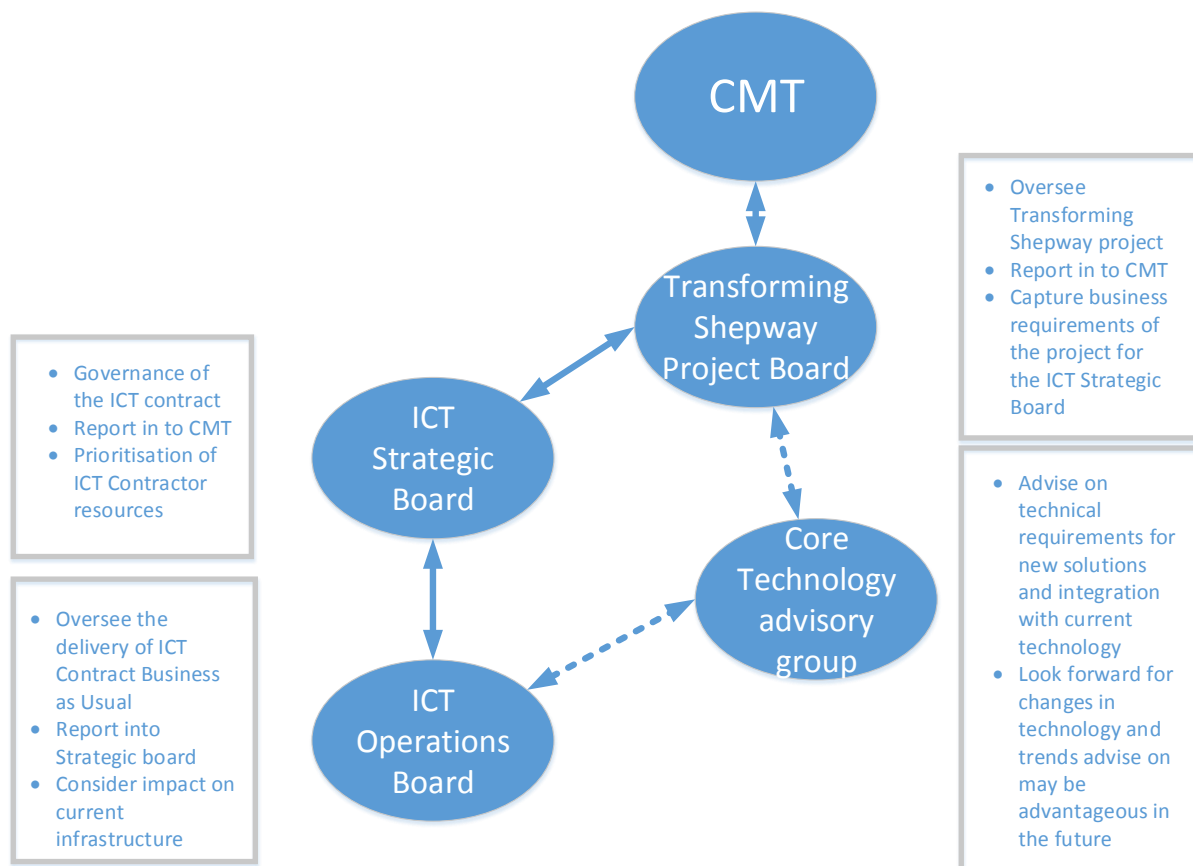 CMT
Transforming
Shepway
Project Board
ICT
Strategic
Board
Core
Technology
advisory
group
ICT
Operations
Board
• Governance of
the ICT contract
• Report in to CMT
• Prioritisation of
ICT Contractor
resources
• Oversee the
delivery of ICT
Contract Business
as Usual
• Report into
Strategic board
• Consider impact on
current
infrastructure
• Oversee
Transforming
Shepway project
• Report in to CMT
• Capture business
requirements of
the project for
the ICT Strategic
Board
• Advise on
technical
requirements for
new solutions
and integration
with current
technology
• Look forward for
changes in
technology and
trends advise on
may be
advantageous in
the future